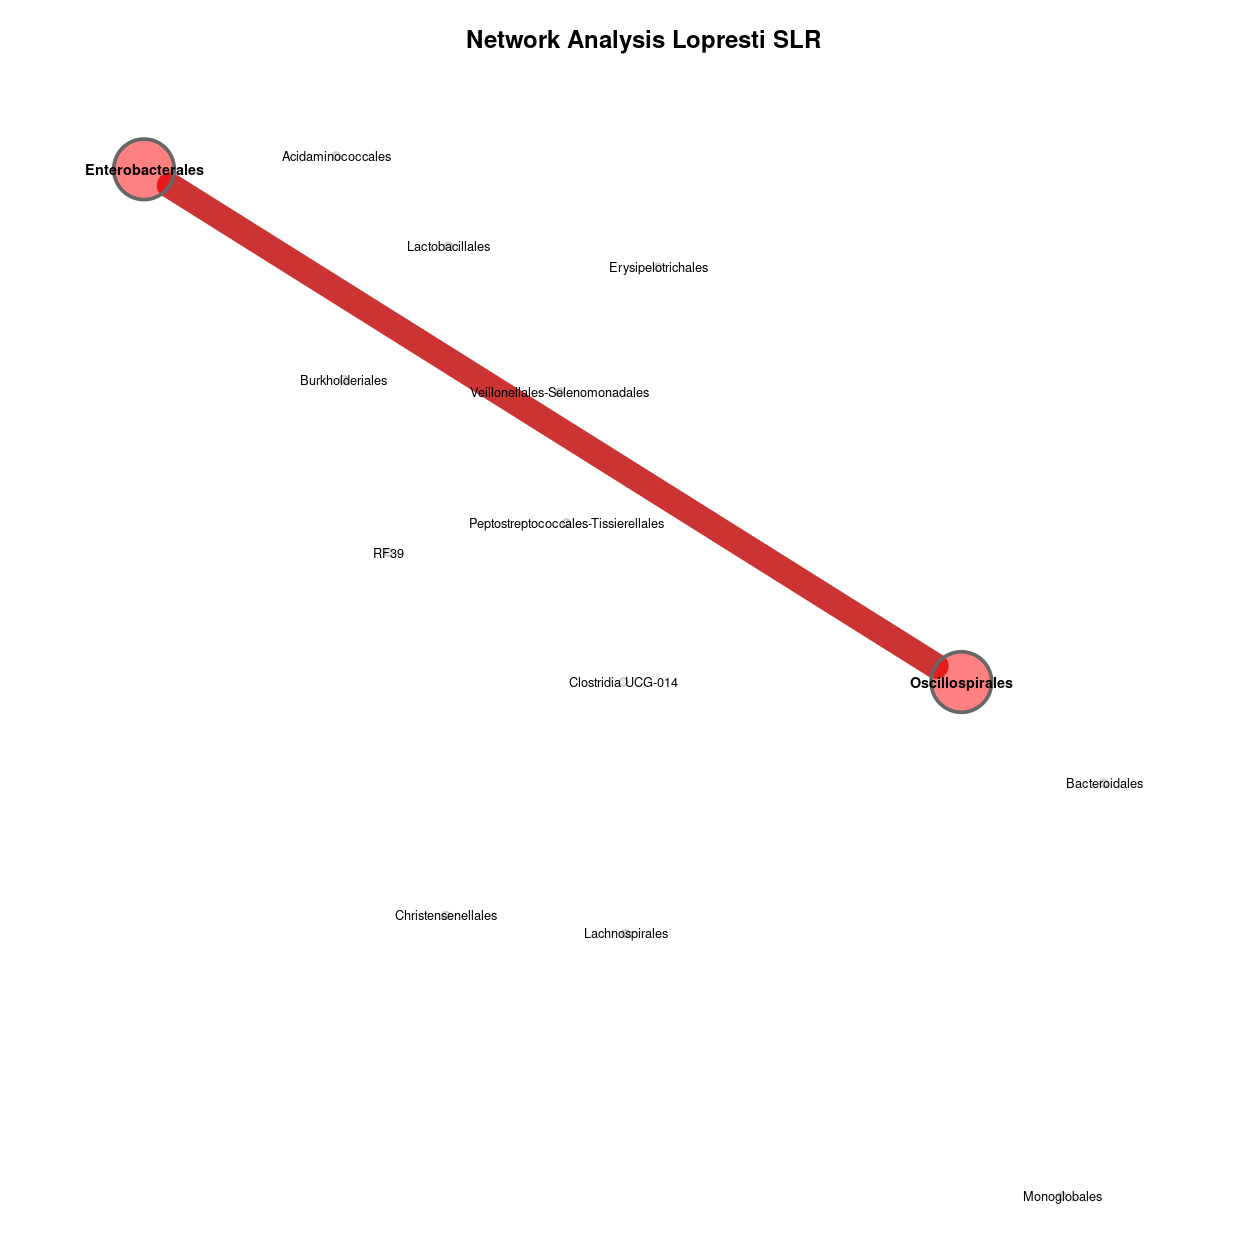 Network Analysis Lopresti SLR
Acidaminococcales
Enterobacterales
Lactobacillales
Erysipelotrichales
Burkholderiales
Veillonellales-Selenomonadales
Peptostreptococcales-Tissierellales
RF39
Clostridia UCG-014
Oscillospirales
Bacteroidales
Christensenellales
Lachnospirales
Monoglobales